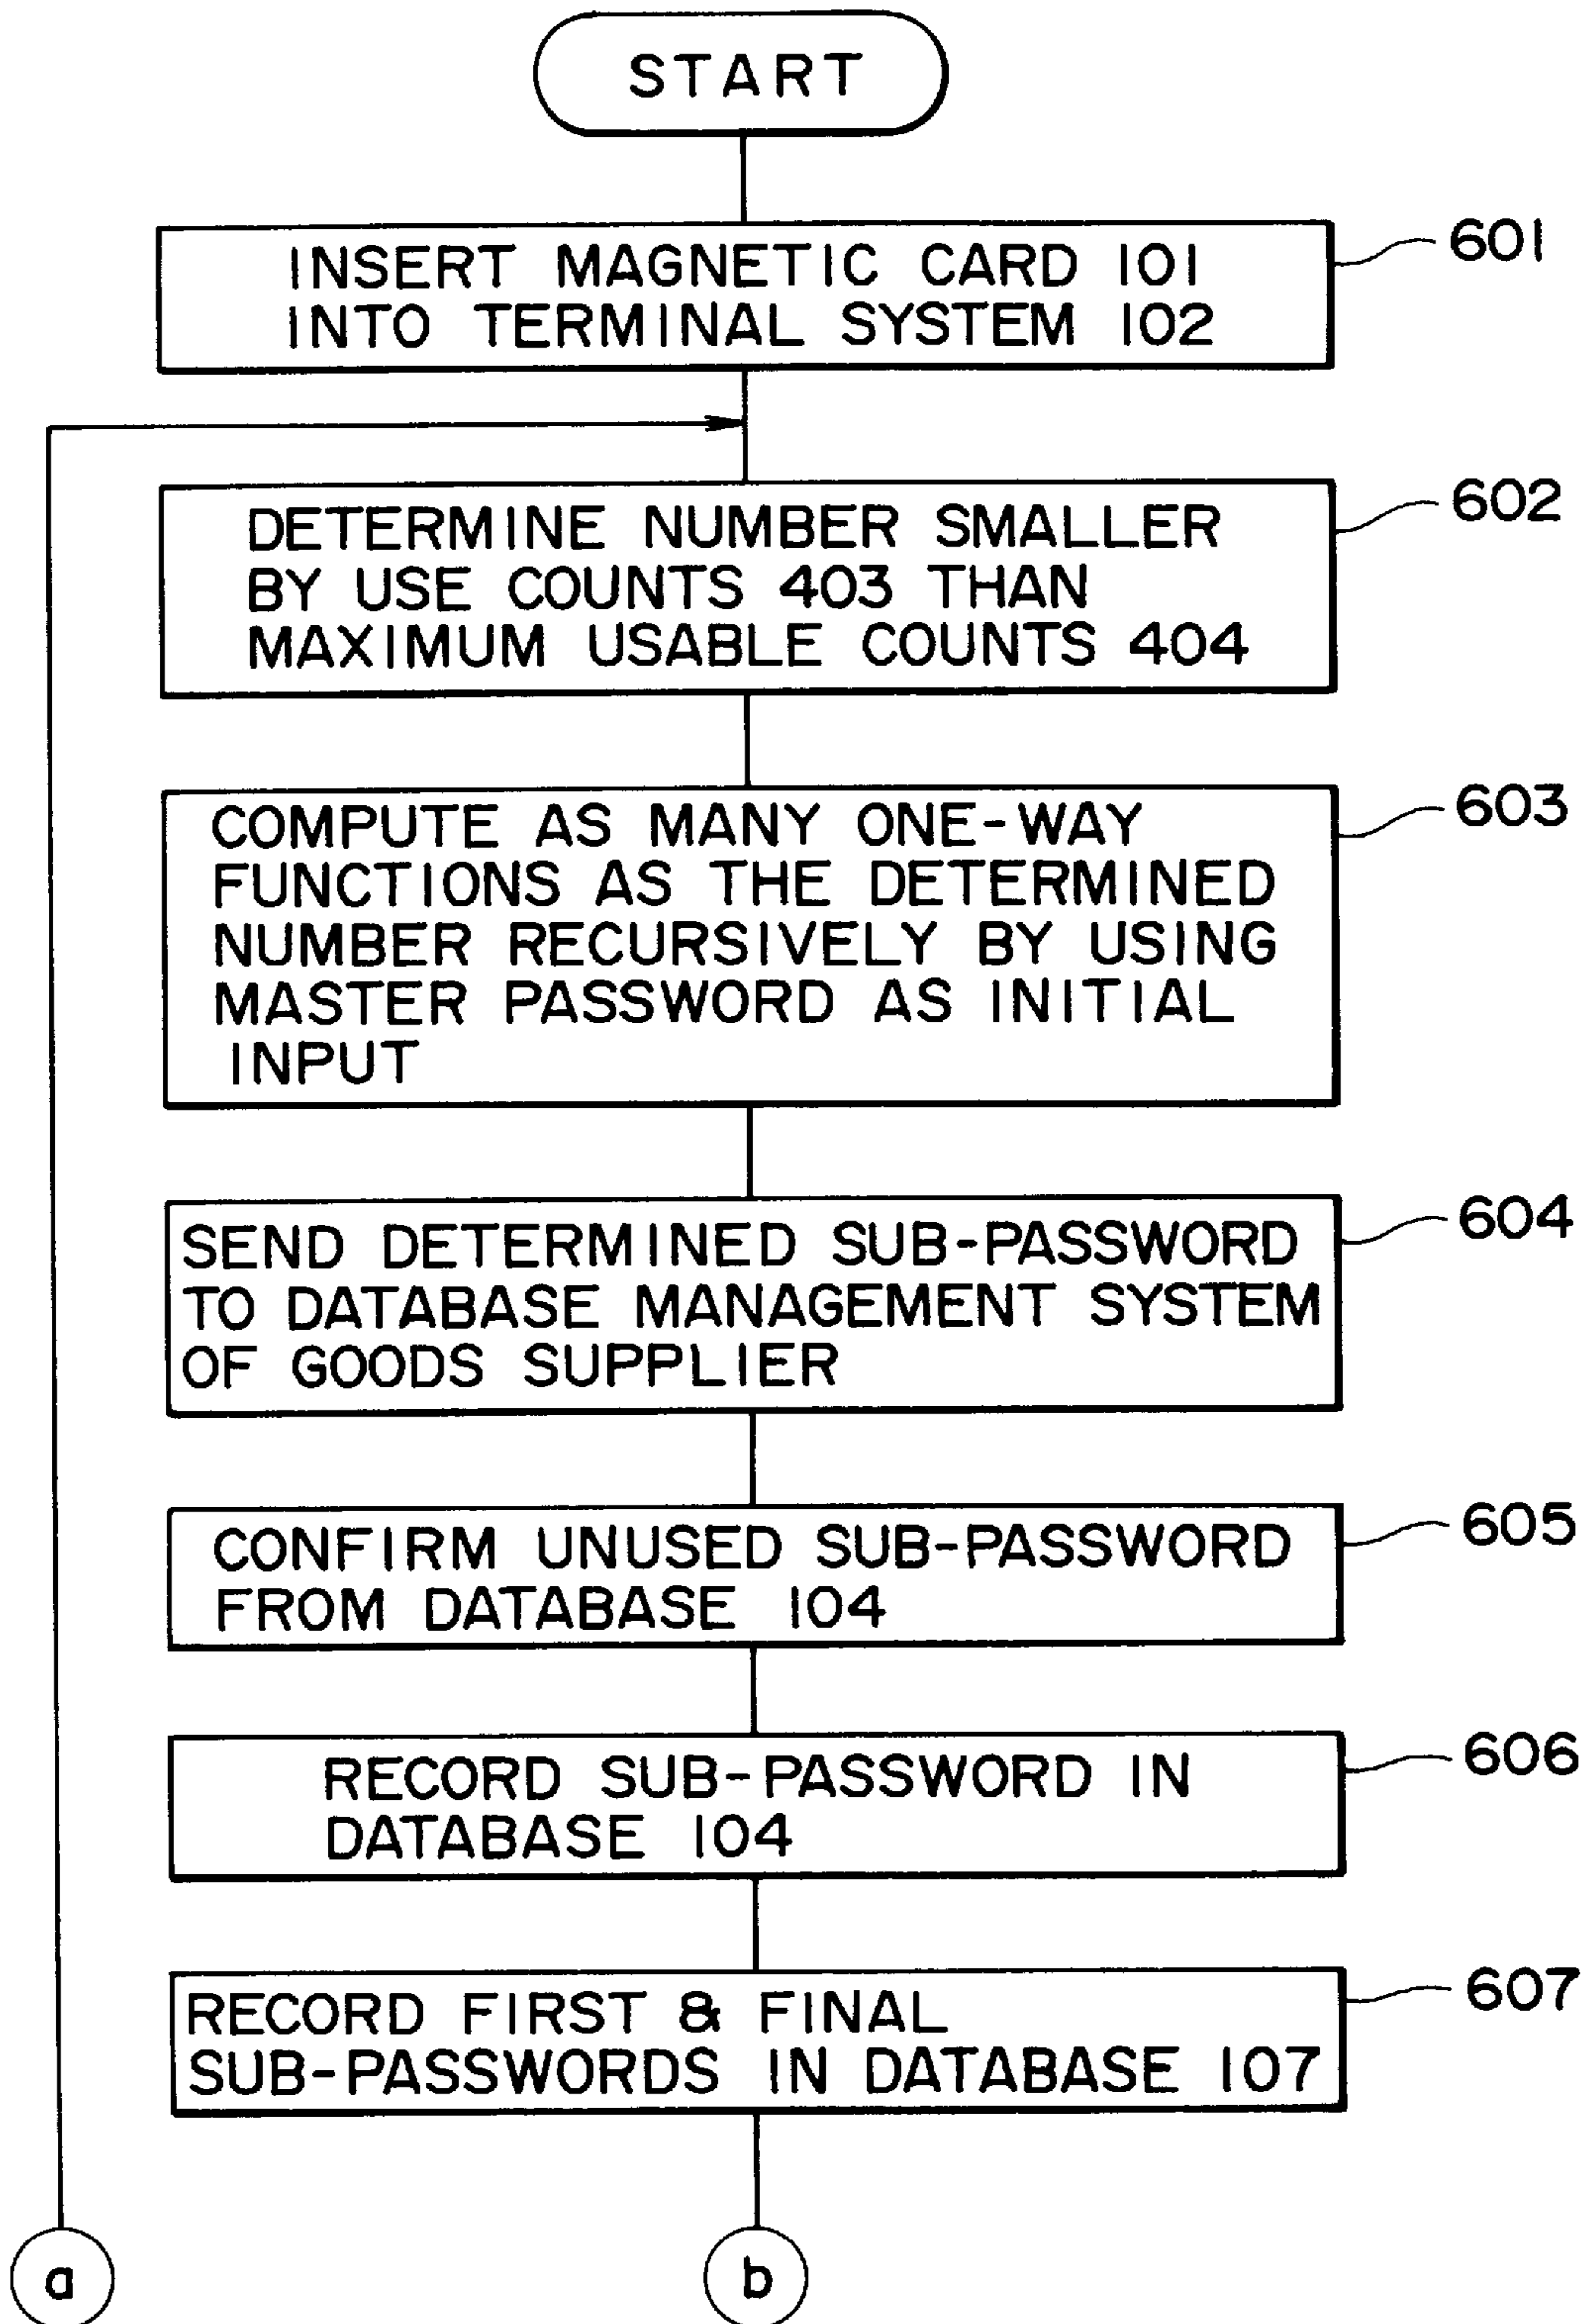 START
INSERT MAGNETIC CARD 101
INTO TERMINAL SYSTEM 102
601
DETERMINE NUMBER SMALLER
BY USE COUNTS 403 THAN
MAXIMUM USABLE COUNTS 404
602
COMPUTE AS MANY ONE-WAY
FUNCTIONS AS THE DETERMINED
NUMBER RECURSIVELY BY USING
MASTER PASSWORD AS INITIAL
INPUT
603
SEND DETERMINED SUB-PASSWORD
TO DATABASE MANAGEMENT SYSTEM
OF GOODS SUPPLIER
604
CONFIRM UNUSED SUB-PASSWORD
FROM DATABASE 104
605
RECORD SUB-PASSWORD IN
DATABASE 104
606
RECORD FIRST & FINAL
SUB-PASSWORDS IN DATABASE 107
607
a
b